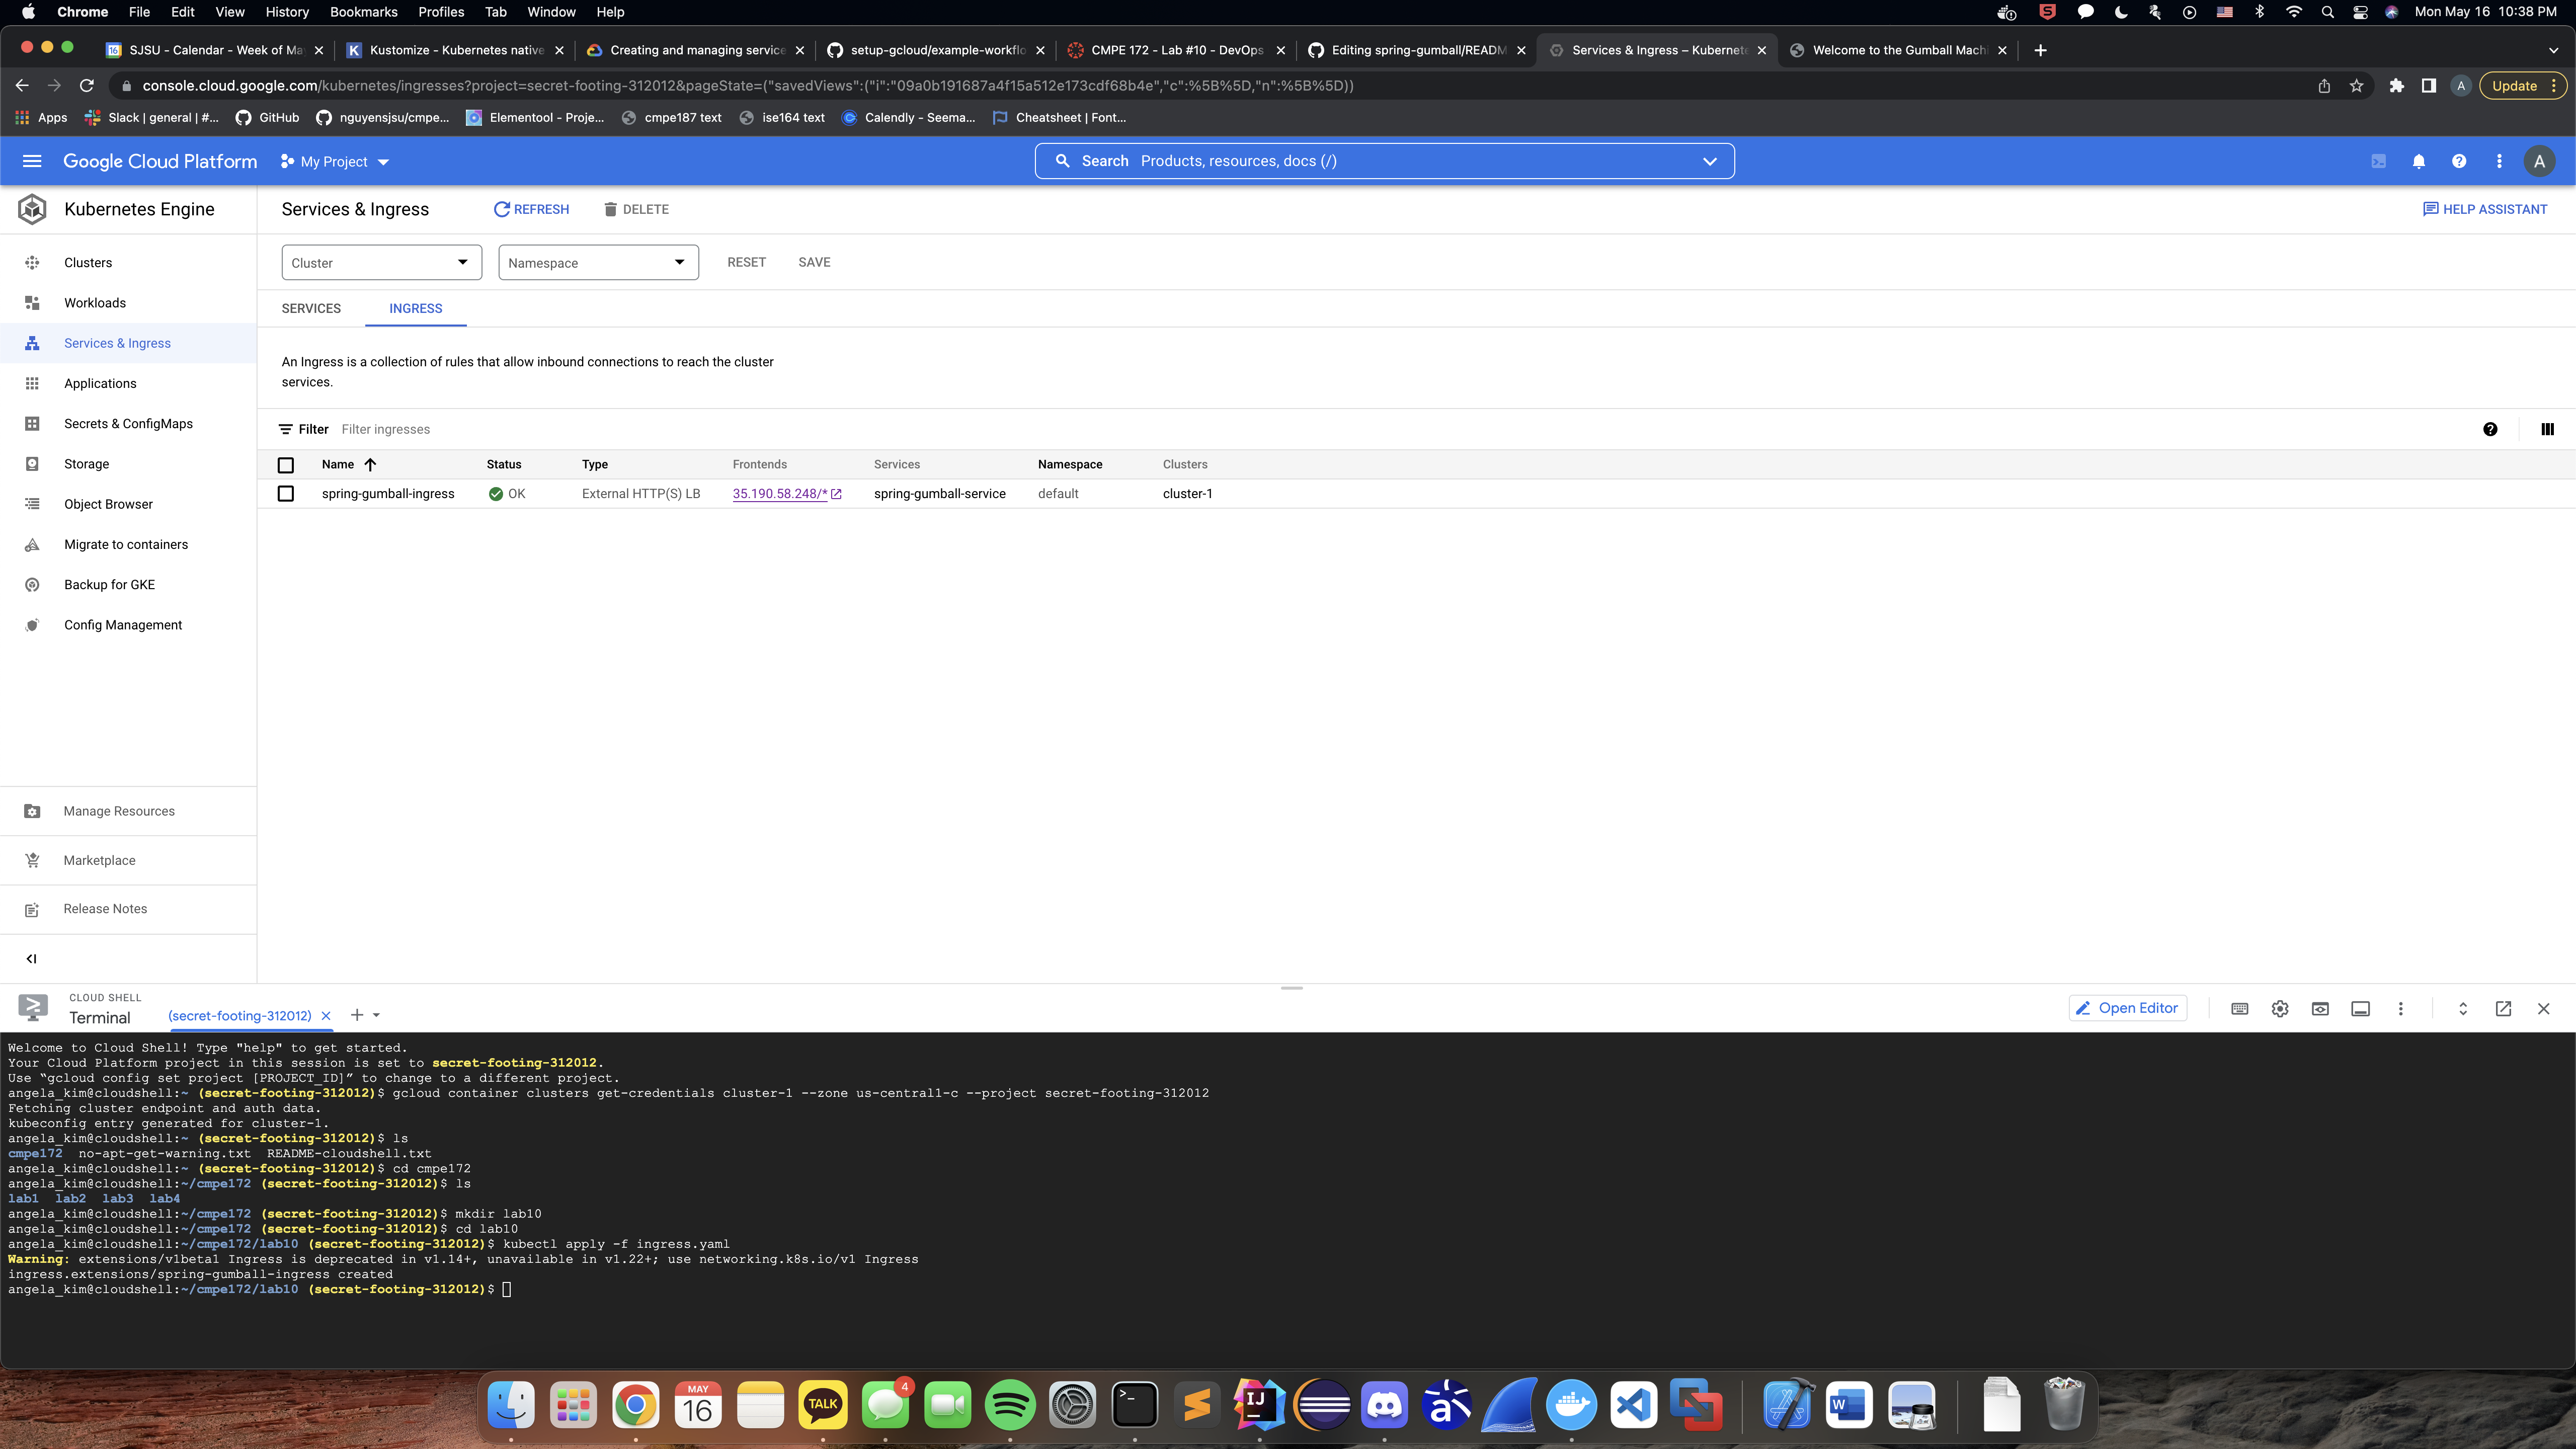 Chrome File Edit View History Bookmarks Profiles Tab Window Help Mon May 16 10:38 PM
SJSU - Calendar - Week of Ma Kustomize - Kubernetes native Creating and managing service setup-gcloud/example-workflo CMPE 172 - Lab #10 - DevOps Editing spring-gumball/READM Services & Ingress – Kubernete Welcome to the Gumball Machi
console.cloud.google.com/kubernetes/ingresses?project=secret-footing-312012&pageState=("savedViews":("i":"09a0b191687a4f15a512e173cdf68b4e","c":%5B%5D,"n":%5B%5D))
A Update
Apps Slack | general | #... GitHub nguyensjsu/cmpe... Elementool - Proje... cmpe187 text ise164 text Calendly - Seema... Cheatsheet | Font...
Google Cloud Platform My Project Search Products, resources, docs (/) A
Kubernetes Engine
Services & Ingress REFRESH DELETE HELP ASSISTANT
Clusters
Workloads
Services & Ingress
Applications
Secrets & ConfigMaps
Storage
Object Browser
Migrate to containers
Backup for GKE
Config Management
Manage Resources
Marketplace
Release Notes
Cluster Namespace RESET SAVE
SERVICES INGRESS
An Ingress is a collection of rules that allow inbound connections to reach the cluster
services.
Filter Filter ingresses
Name Status Type Frontends Services Namespace Clusters
spring-gumball-ingress OK External HTTP(S) LB 35.190.58.248/* spring-gumball-service default cluster-1
CLOUD SHELL
Terminal (secret-footing-312012) Open Editor
Welcome to Cloud Shell! Type "help" to get started.
Your Cloud Platform project in this session is set to secret-footing-312012.
Use “gcloud config set project [PROJECT_ID]” to change to a different project.
angela_kim@cloudshell:~ (secret-footing-312012)$ gcloud container clusters get-credentials cluster-1 --zone us-central1-c --project secret-footing-312012
Fetching cluster endpoint and auth data.
kubeconfig entry generated for cluster-1.
angela_kim@cloudshell:~ (secret-footing-312012)$ ls
cmpe172 no-apt-get-warning.txt README-cloudshell.txt
angela_kim@cloudshell:~ (secret-footing-312012)$ cd cmpe172
angela_kim@cloudshell:~/cmpe172 (secret-footing-312012)$ ls
lab1 lab2 lab3 lab4
angela_kim@cloudshell:~/cmpe172 (secret-footing-312012)$ mkdir lab10
angela_kim@cloudshell:~/cmpe172 (secret-footing-312012)$ cd lab10
angela_kim@cloudshell:~/cmpe172/lab10 (secret-footing-312012)$ kubectl apply -f ingress.yaml
Warning: extensions/v1beta1 Ingress is deprecated in v1.14+, unavailable in v1.22+; use networking.k8s.io/v1 Ingress
ingress.extensions/spring-gumball-ingress created
angela_kim@cloudshell:~/cmpe172/lab10 (secret-footing-312012)$
MAY
16
TALK
4
IJ
W